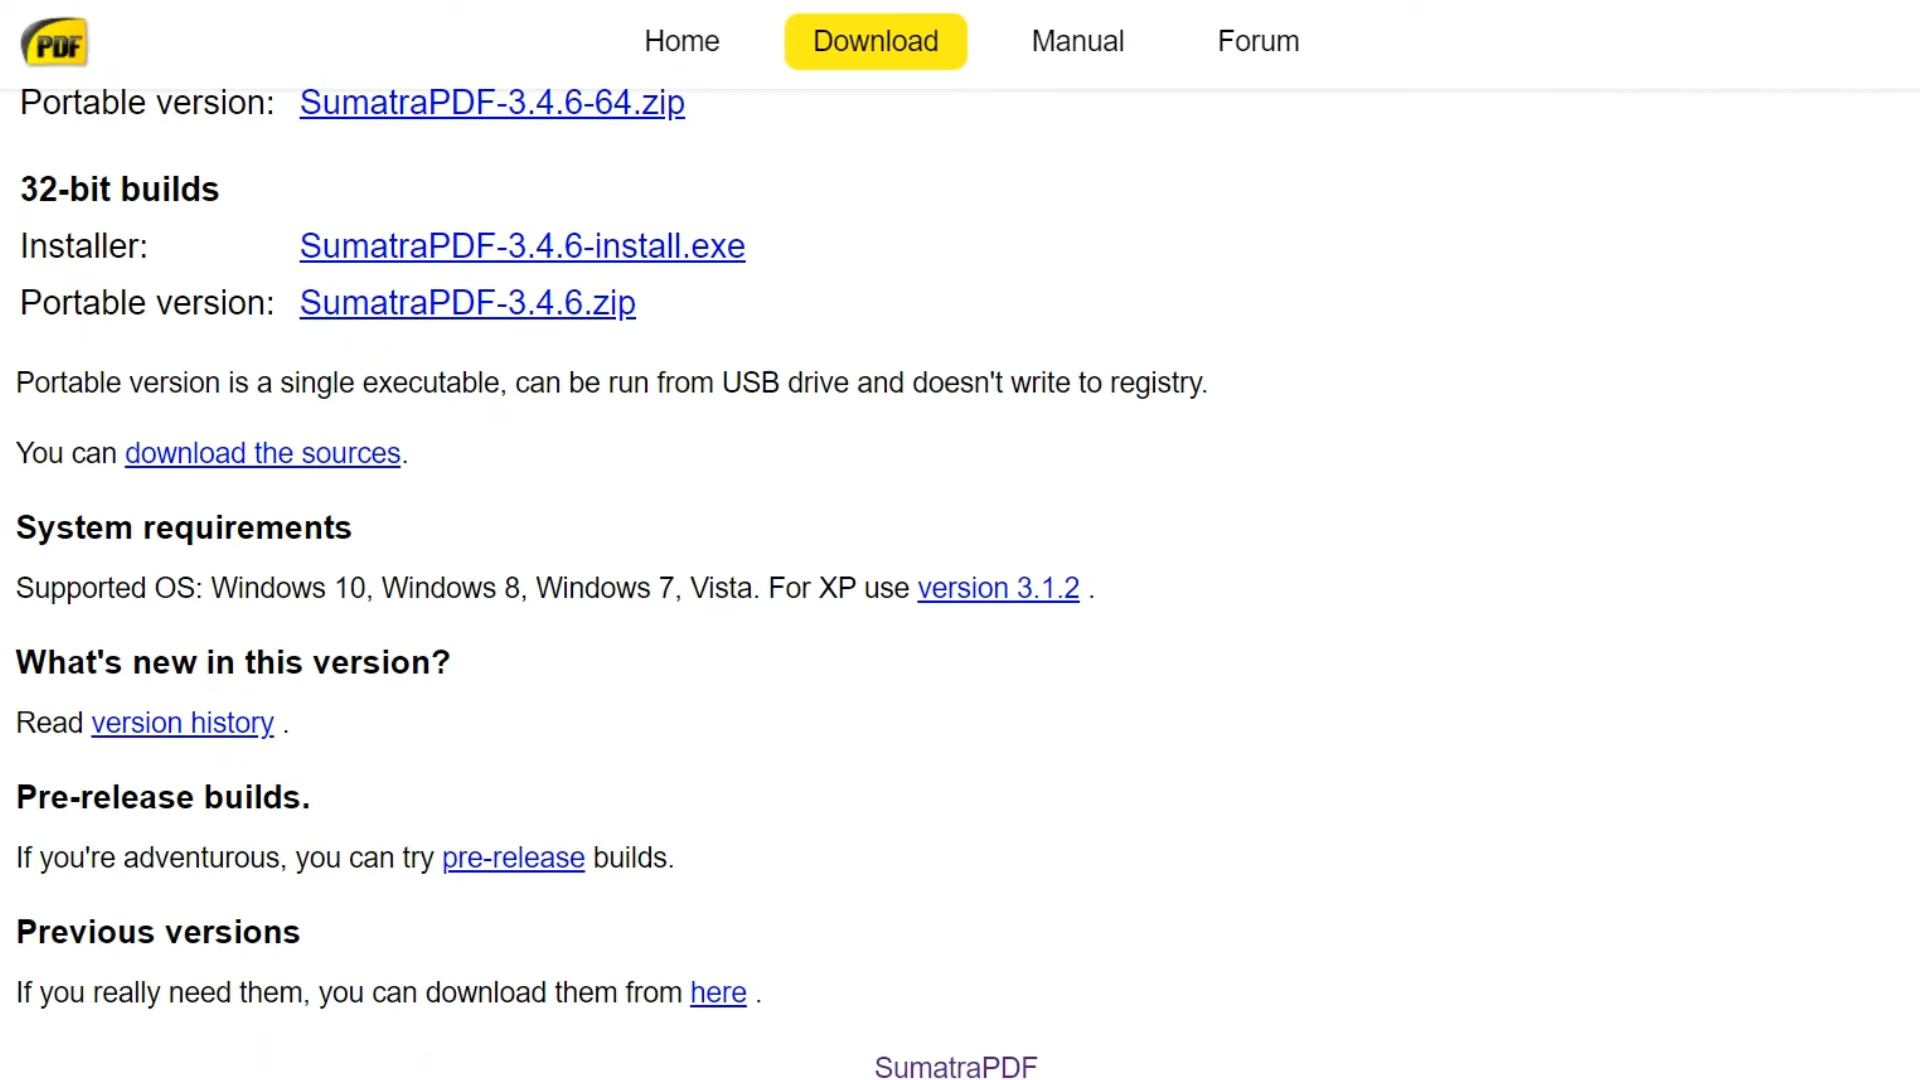 PDF
Home Download Manual Forum
Portable version: SumatraPDF-3.4.6-64.zip
32-bit builds
Installer: SumatraPDF-3.4.6-install.exe
Portable version: SumatraPDF-3.4.6.zip
Portable version is a single executable, can be run from USB drive and doesn't write to registry.
You can download the sources.
System requirements
Supported OS: Windows 10, Windows 8, Windows 7, Vista. For XP use version 3.1.2 .
What's new in this version?
Read version history .
Pre-release builds.
If you're adventurous, you can try pre-release builds.
Previous versions
If you really need them, you can download them from here .
SumatraPDF